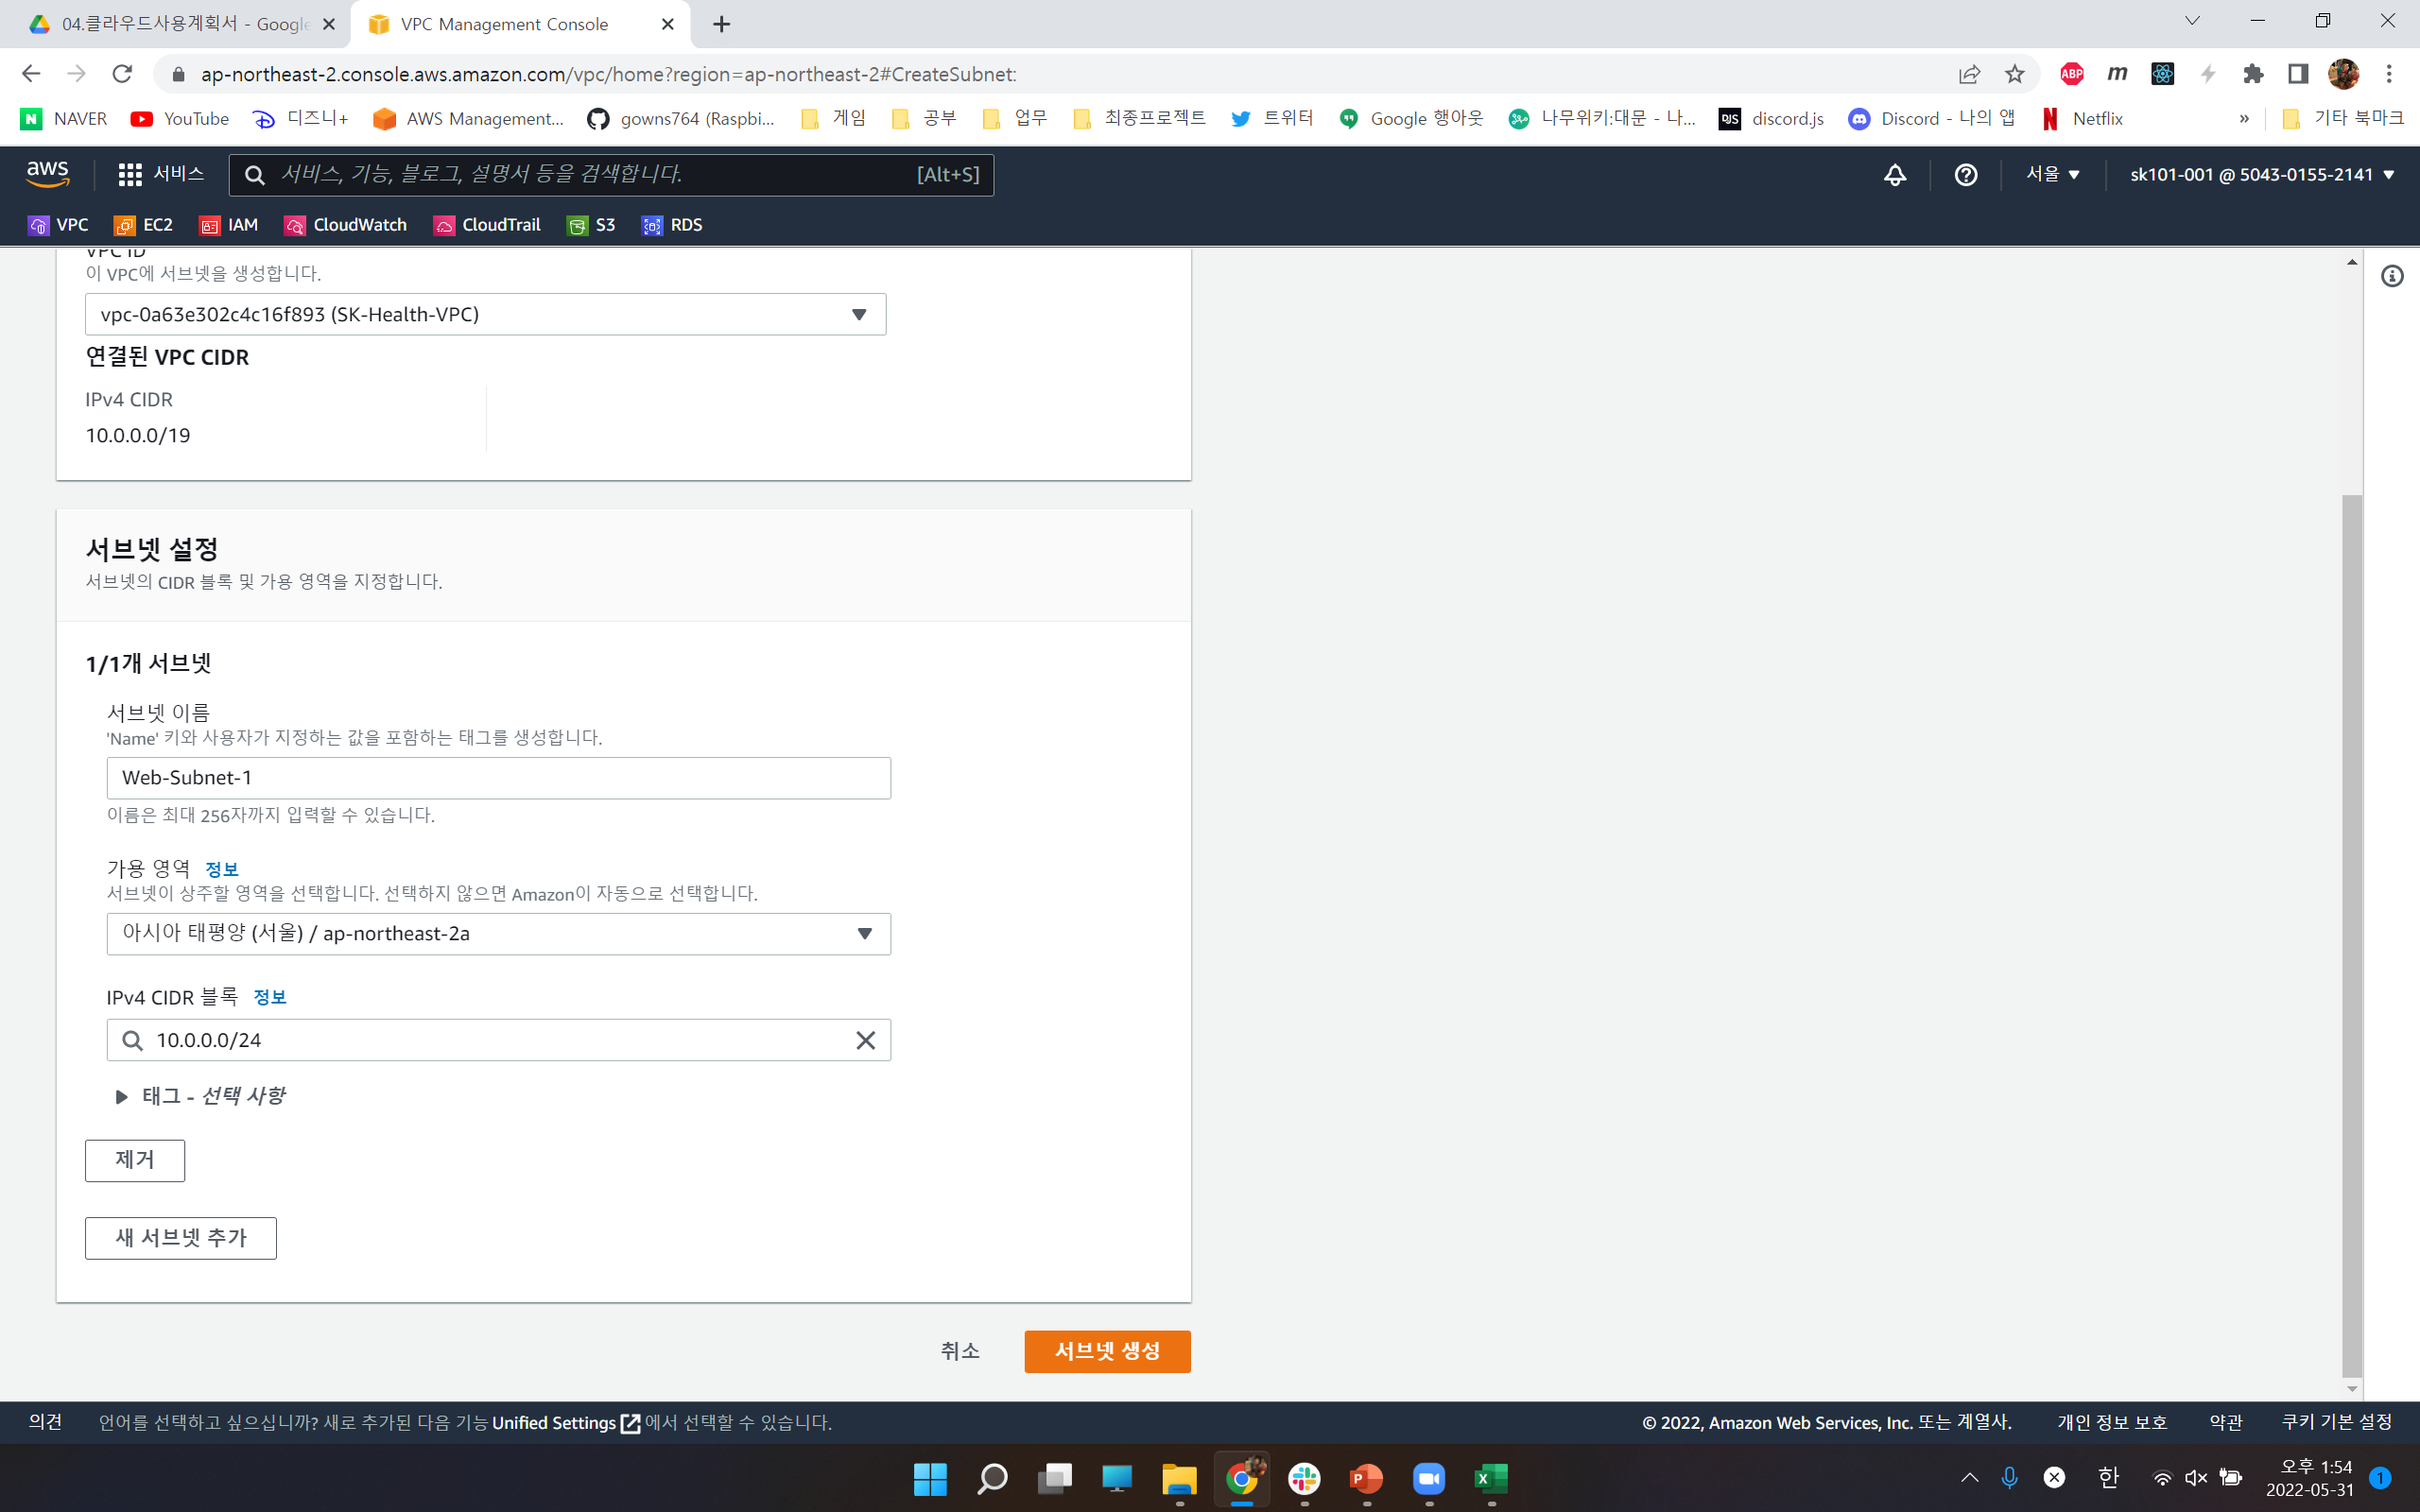 04.클라우드사용계획서 - Google
VPC Management Console
ap-northeast-2.console.aws.amazon.com/vpc/home?region=ap-northeast-2#CreateSubnet:
ABP
m
NAVER
YouTube
디즈니+
AWS Management...
gowns764 (Raspbi...
게임
공부
업무
최종프로젝트
트위터
Google 행아웃
나무위키:대문 - 나...
discord.js
Discord - 나의 앱
Netflix
»
기타 북마크
aws
서비스
서비스, 기능, 블로그, 설명서 등을 검색합니다.
[Alt+S]
서울
sk101-001 @ 5043-0155-2141
VPC
EC2
IAM
CloudWatch
CloudTrail
S3
RDS
VPC ID
이 VPC에 서브넷을 생성합니다.
vpc-0a63e302c4c16f893 (SK-Health-VPC)
연결된 VPC CIDR
IPv4 CIDR
10.0.0.0/19
서브넷 설정
서브넷의 CIDR 블록 및 가용 영역을 지정합니다.
1/1개 서브넷
서브넷 이름
'Name' 키와 사용자가 지정하는 값을 포함하는 태그를 생성합니다.
Web-Subnet-1
이름은 최대 256자까지 입력할 수 있습니다.
가용 영역 정보
서브넷이 상주할 영역을 선택합니다. 선택하지 않으면 Amazon이 자동으로 선택합니다.
아시아 태평양 (서울) / ap-northeast-2a
IPv4 CIDR 블록 정보
10.0.0.0/24
태그 - 선택 사항
제거
새 서브넷 추가
취소
서브넷 생성
의견
언어를 선택하고 싶으십니까? 새로 추가된 다음 기능 Unified Settings 에서 선택할 수 있습니다.
© 2022, Amazon Web Services, Inc. 또는 계열사.
개인 정보 보호
약관
쿠키 기본 설정
한
오후 1:54
2022-05-31
1